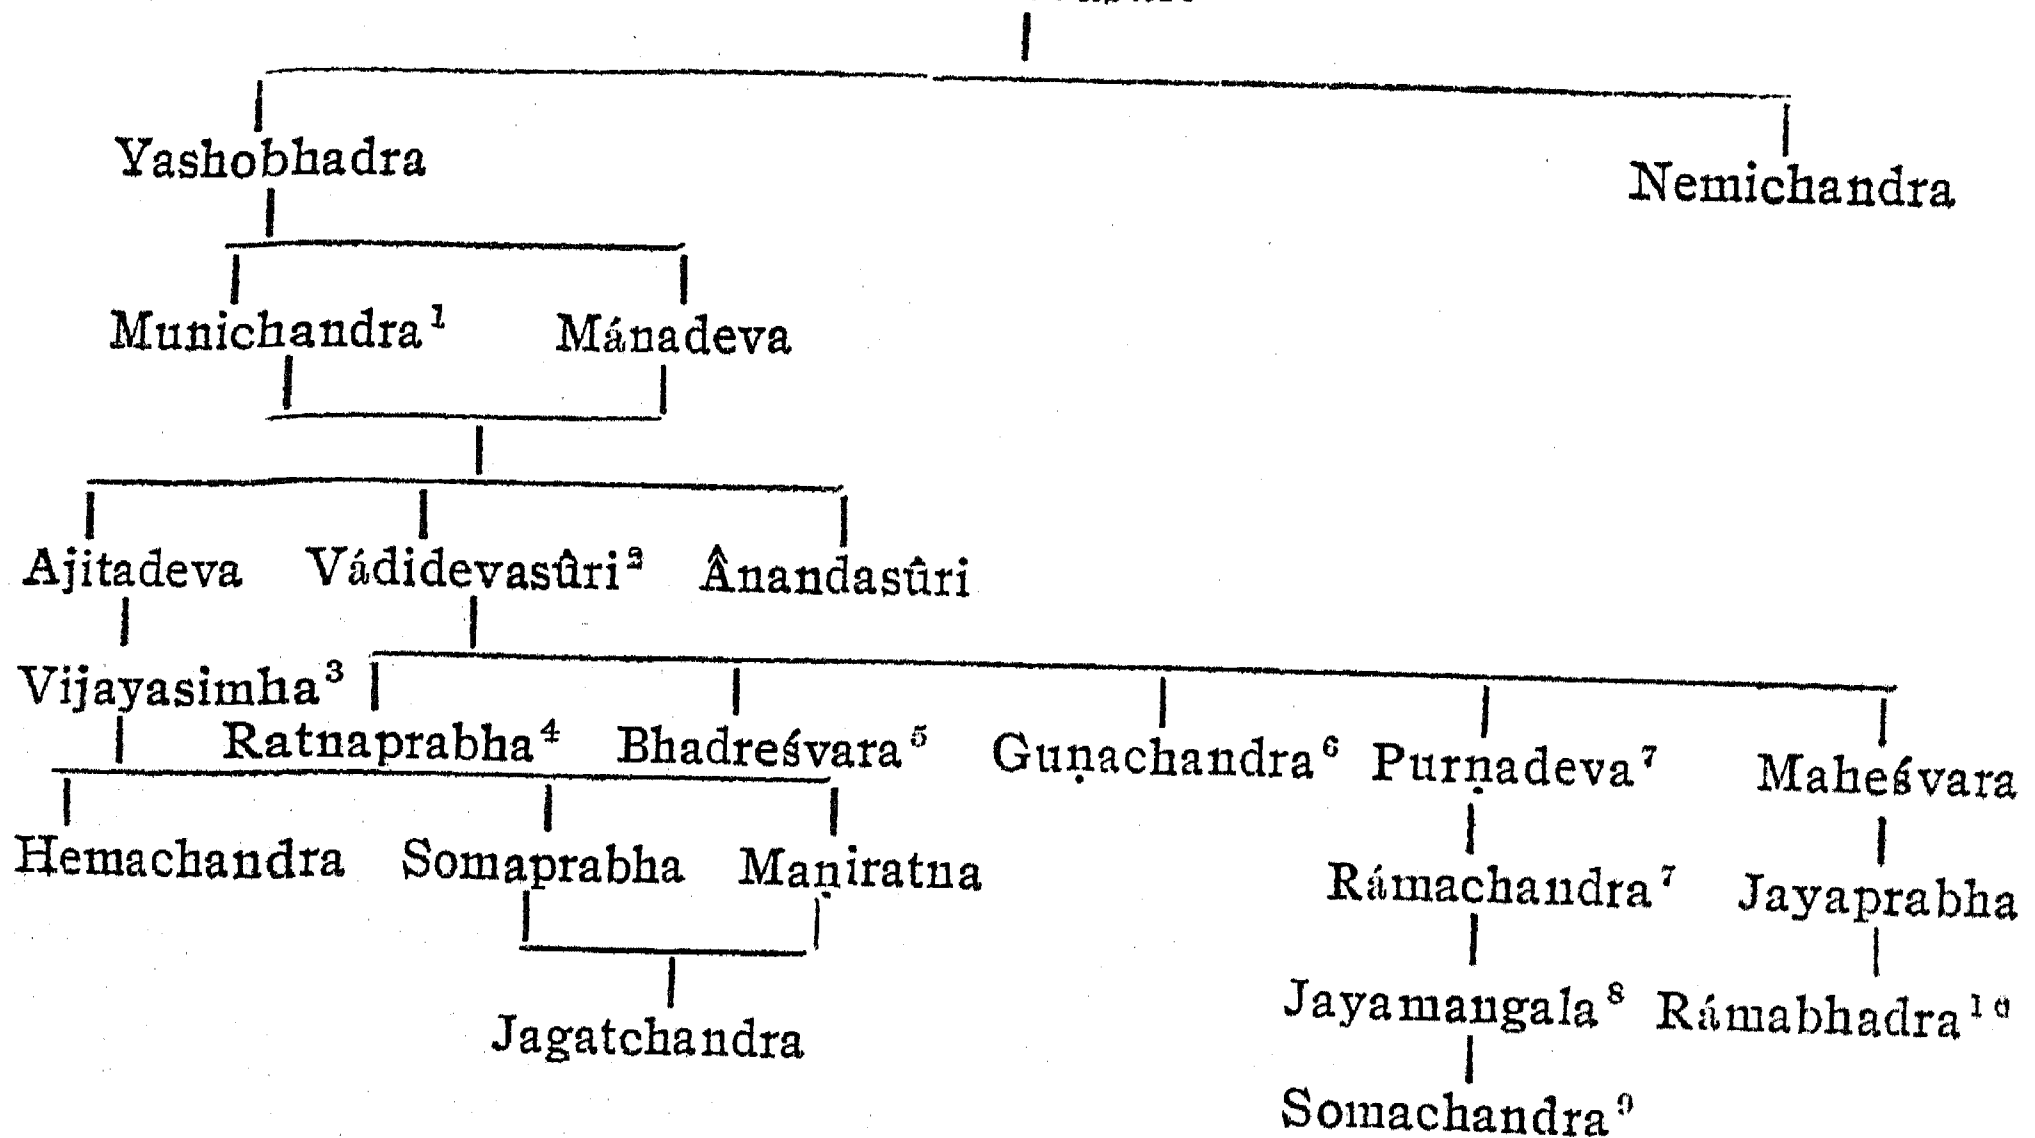 Yashobhadra
Nemichandra
Munichandra¹ Mánadeva
Ajitadeva Vádidevasûri² Ânandasûri
Vijayasimha³
Ratnaprabha⁴ Bhadreśvara⁵ Guṇachandra⁶ Purṇadeva⁷ Maheśvara
Hemachandra Somaprabha Maṇiratna Rámachandra⁷ Jayaprabha
Jagatchandra Jayamangala⁸ Rámabhadra¹⁰
Somachandra⁹